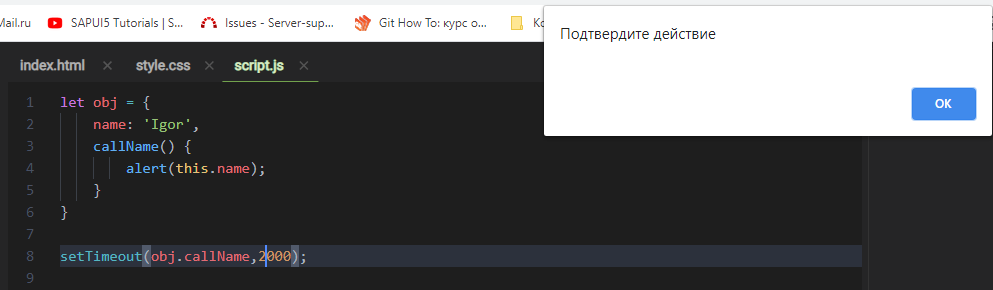 Mail.ru
SAPUI5 Tutorials | S...
Issues - Server-sup...
Git How To: курс о...
Подтвердите действие
ОК
index.html ×
style.css ×
script.js ×
1 let obj = {
2 name: 'Igor',
3 callName() {
4 alert(this.name);
5 }
6 }
7
8 setTimeout(obj.callName,2000);
9